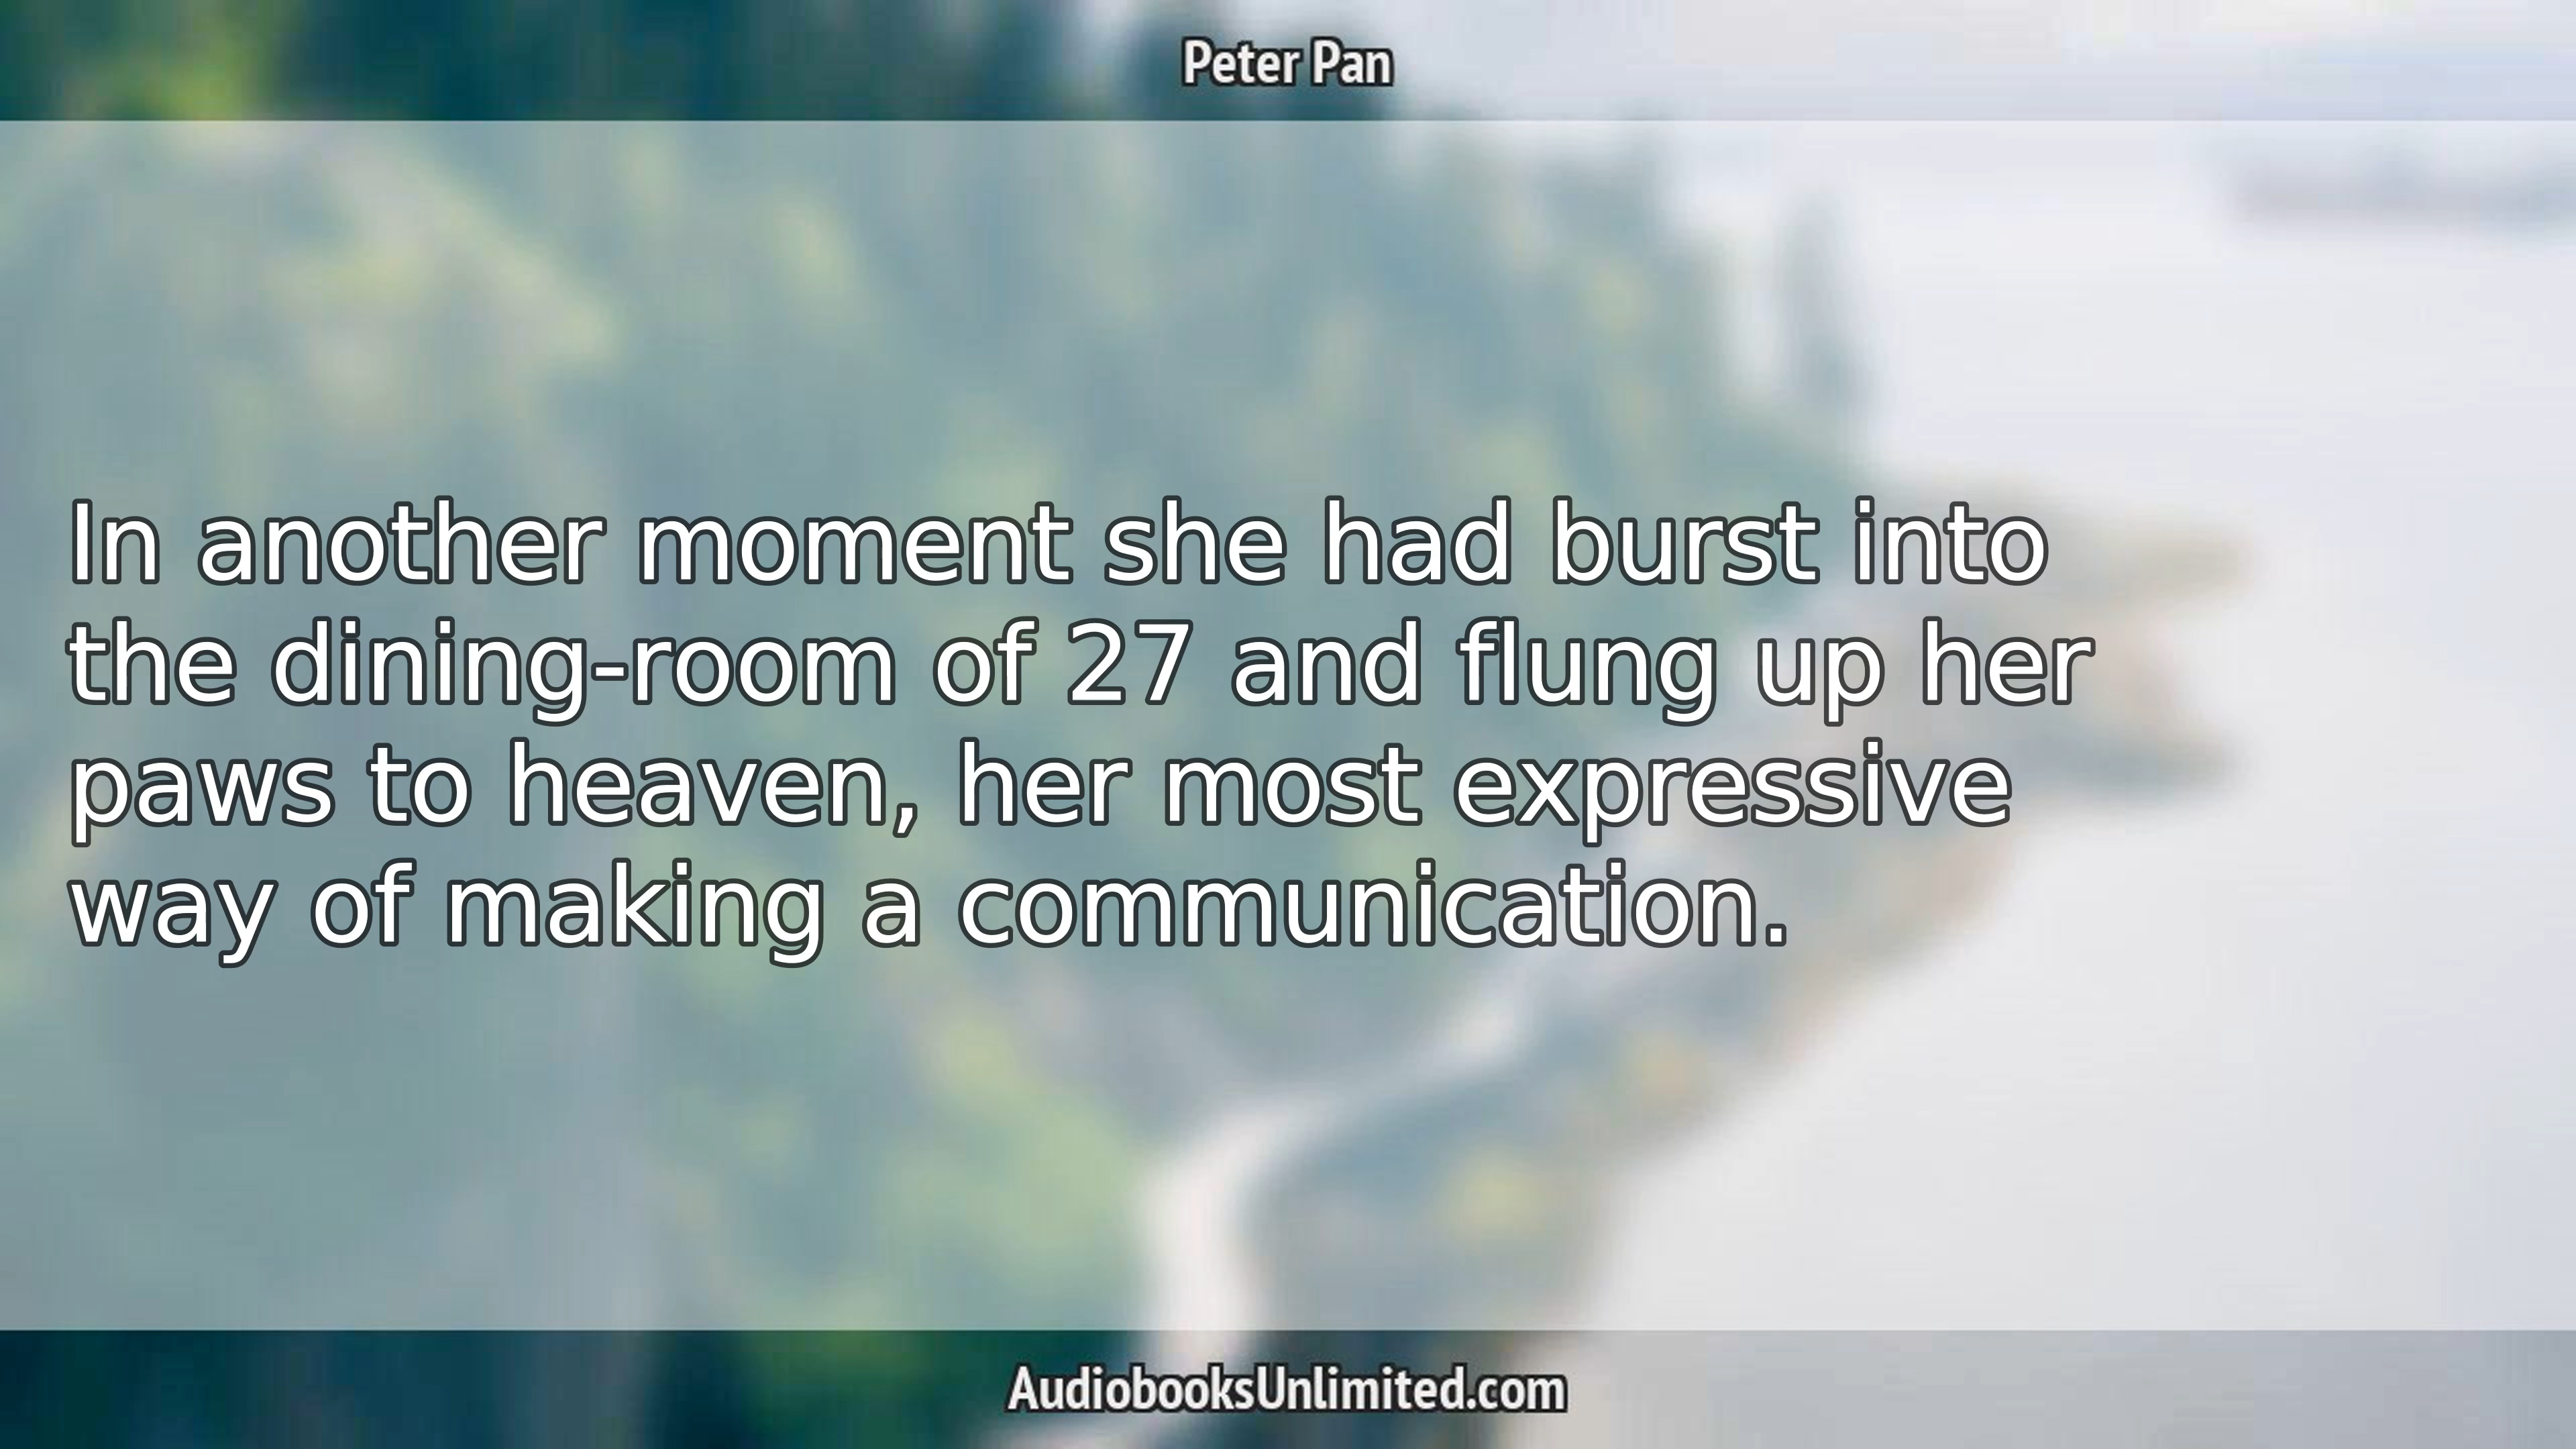 Peter Pan
In another moment she had burst into
the dining-room of 27 and flung up her
paws to heaven, her most expressive
way of making a communication.
AudiobooksUnlimited.com